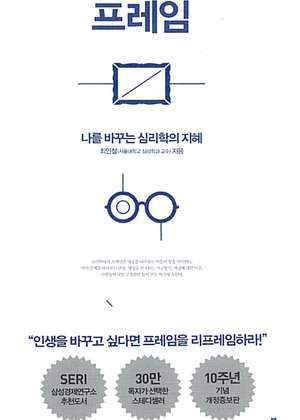 프레임
나를 바꾸는 심리학의 지혜
최인철(서울대학교 심리학과 교수) 지음
“인생을 바꾸고 싶다면 프레임을 리프레임하라!”
SERI
삼성경제연구소
추천도서
30만
독자가 선택한
스테디셀러
10주년
기념
개정증보판